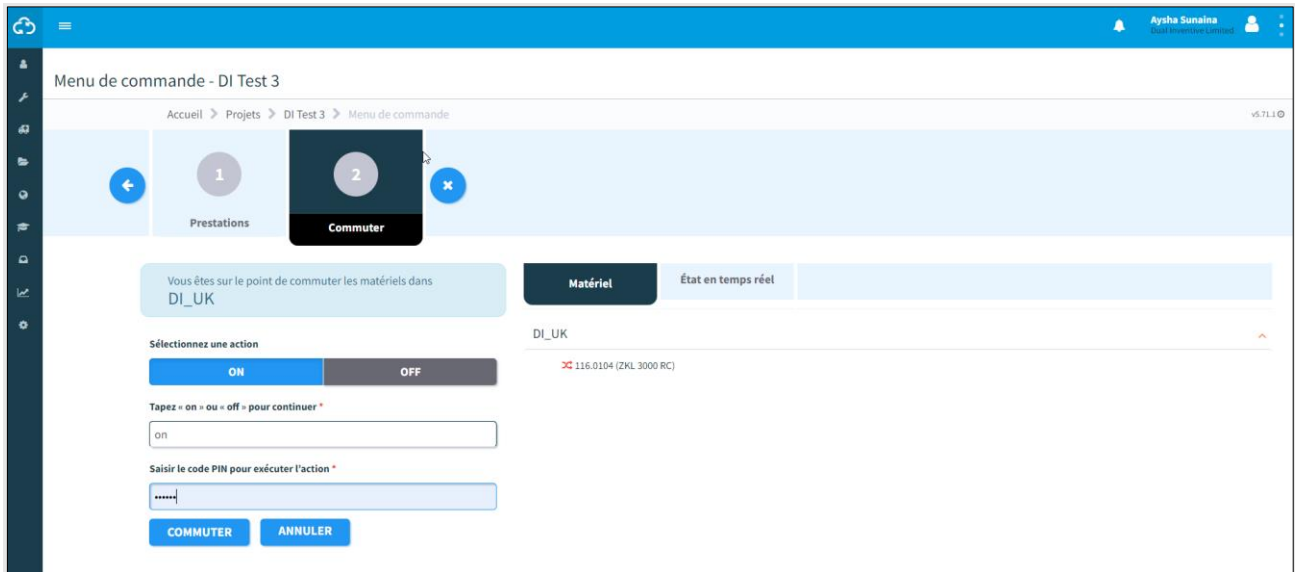 Aysha Sunaina
Dual Inventive Limited
Menu de commande - DI Test 3
Accueil Projets DI Test 3 Menu de commande
v5.71.1
1
Prestations
2
Commuter
Vous êtes sur le point de commuter les matériels dans
DI_UK
Sélectionnez une action
ON OFF
Tapez « on » ou « off » pour continuer *
on
Saisir le code PIN pour exécuter l'action *
••••••
COMMUTER ANNULER
Matériel État en temps réel
DI_UK
116.0104 (ZKL 3000 RC)